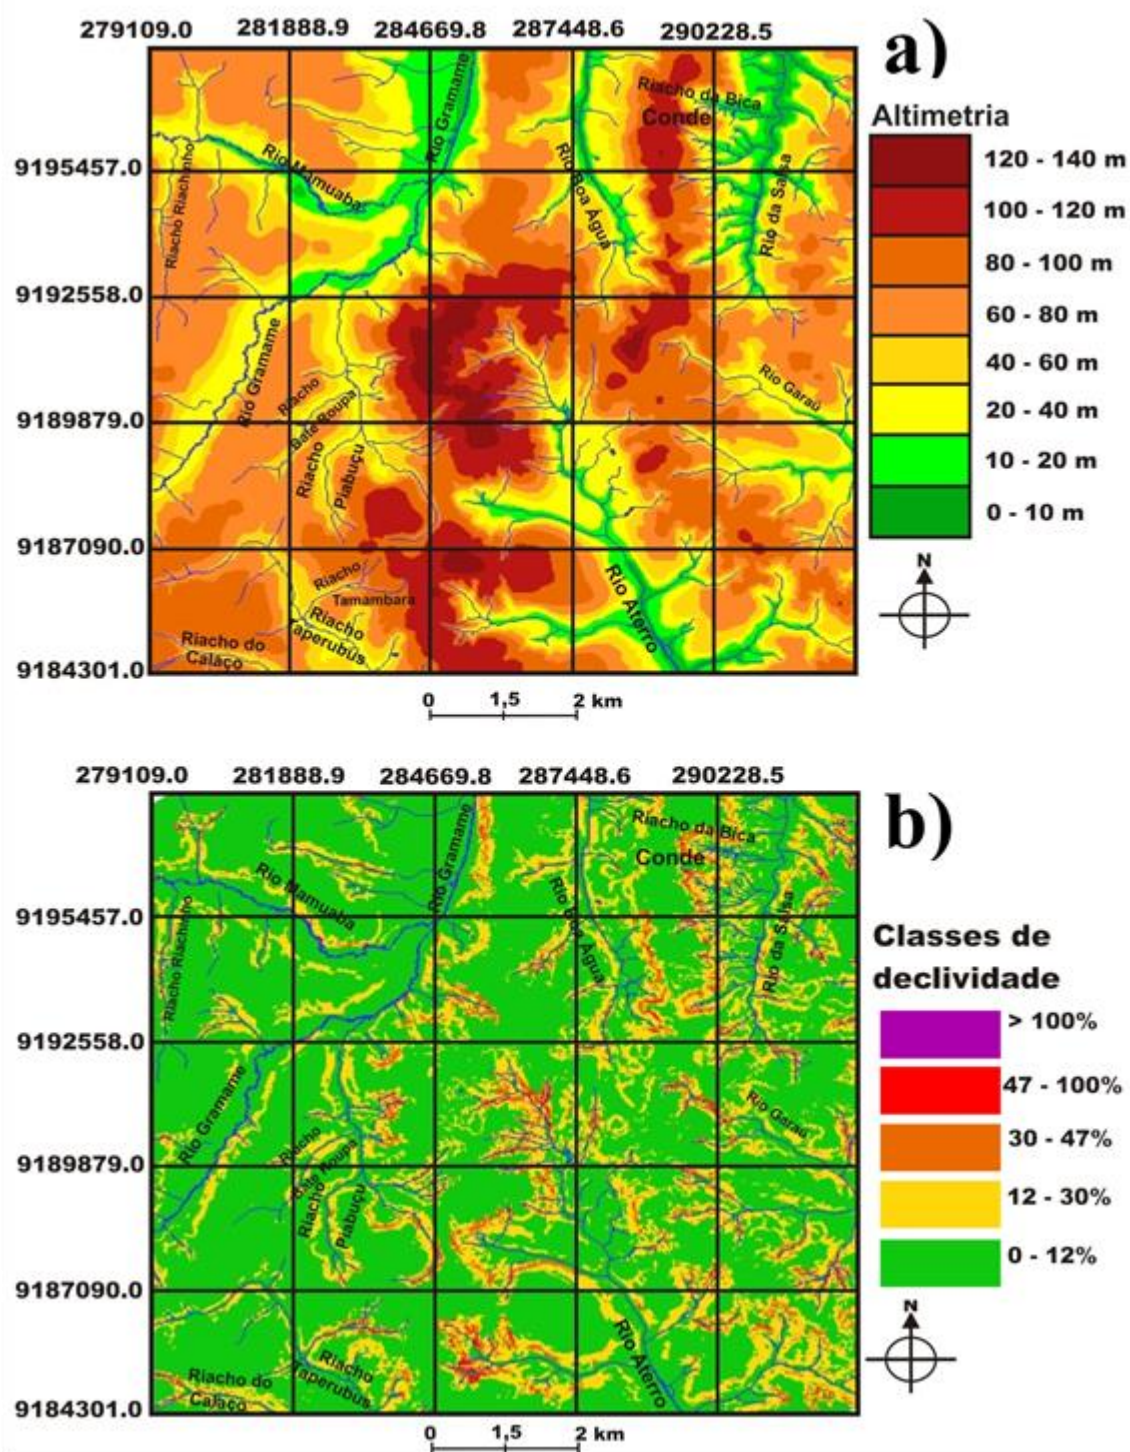 279109.0 281888.9 284669.8 287448.6 290228.5
a)
Altimetria
120 - 140 m
100 - 120 m
80 - 100 m
60 - 80 m
40 - 60 m
20 - 40 m
10 - 20 m
0 - 10 m
N
9195457.0
9192558.0
9189879.0
9187090.0
9184301.0
Rio Gramame
Riacho da Bica
Conde
Rio Mamuaba
Riacho Riachinho
Rio Boa Água
Rio da Salsa
Rio Gramame
Rio Garaú
Riacho
Bate Roupa
Riacho
Piabuçu
Riacho
Tamambara
Riacho
Taperubus
Riacho do
Calaço
Rio Aterro
0 1,5 2 km
279109.0 281888.9 284669.8 287448.6 290228.5
b)
Classes de
declividade
> 100%
47 - 100%
30 - 47%
12 - 30%
0 - 12%
N
9195457.0
9192558.0
9189879.0
9187090.0
9184301.0
Rio Gramame
Riacho da Bica
Conde
Rio Mamuaba
Riacho Riachinho
Rio Boa Água
Rio da Salsa
Rio Gramame
Rio Garaú
Riacho
Bate Roupa
Riacho
Piabuçu
Riacho
Taperubus
Riacho do
Calaço
Rio Aterro
0 1,5 2 km